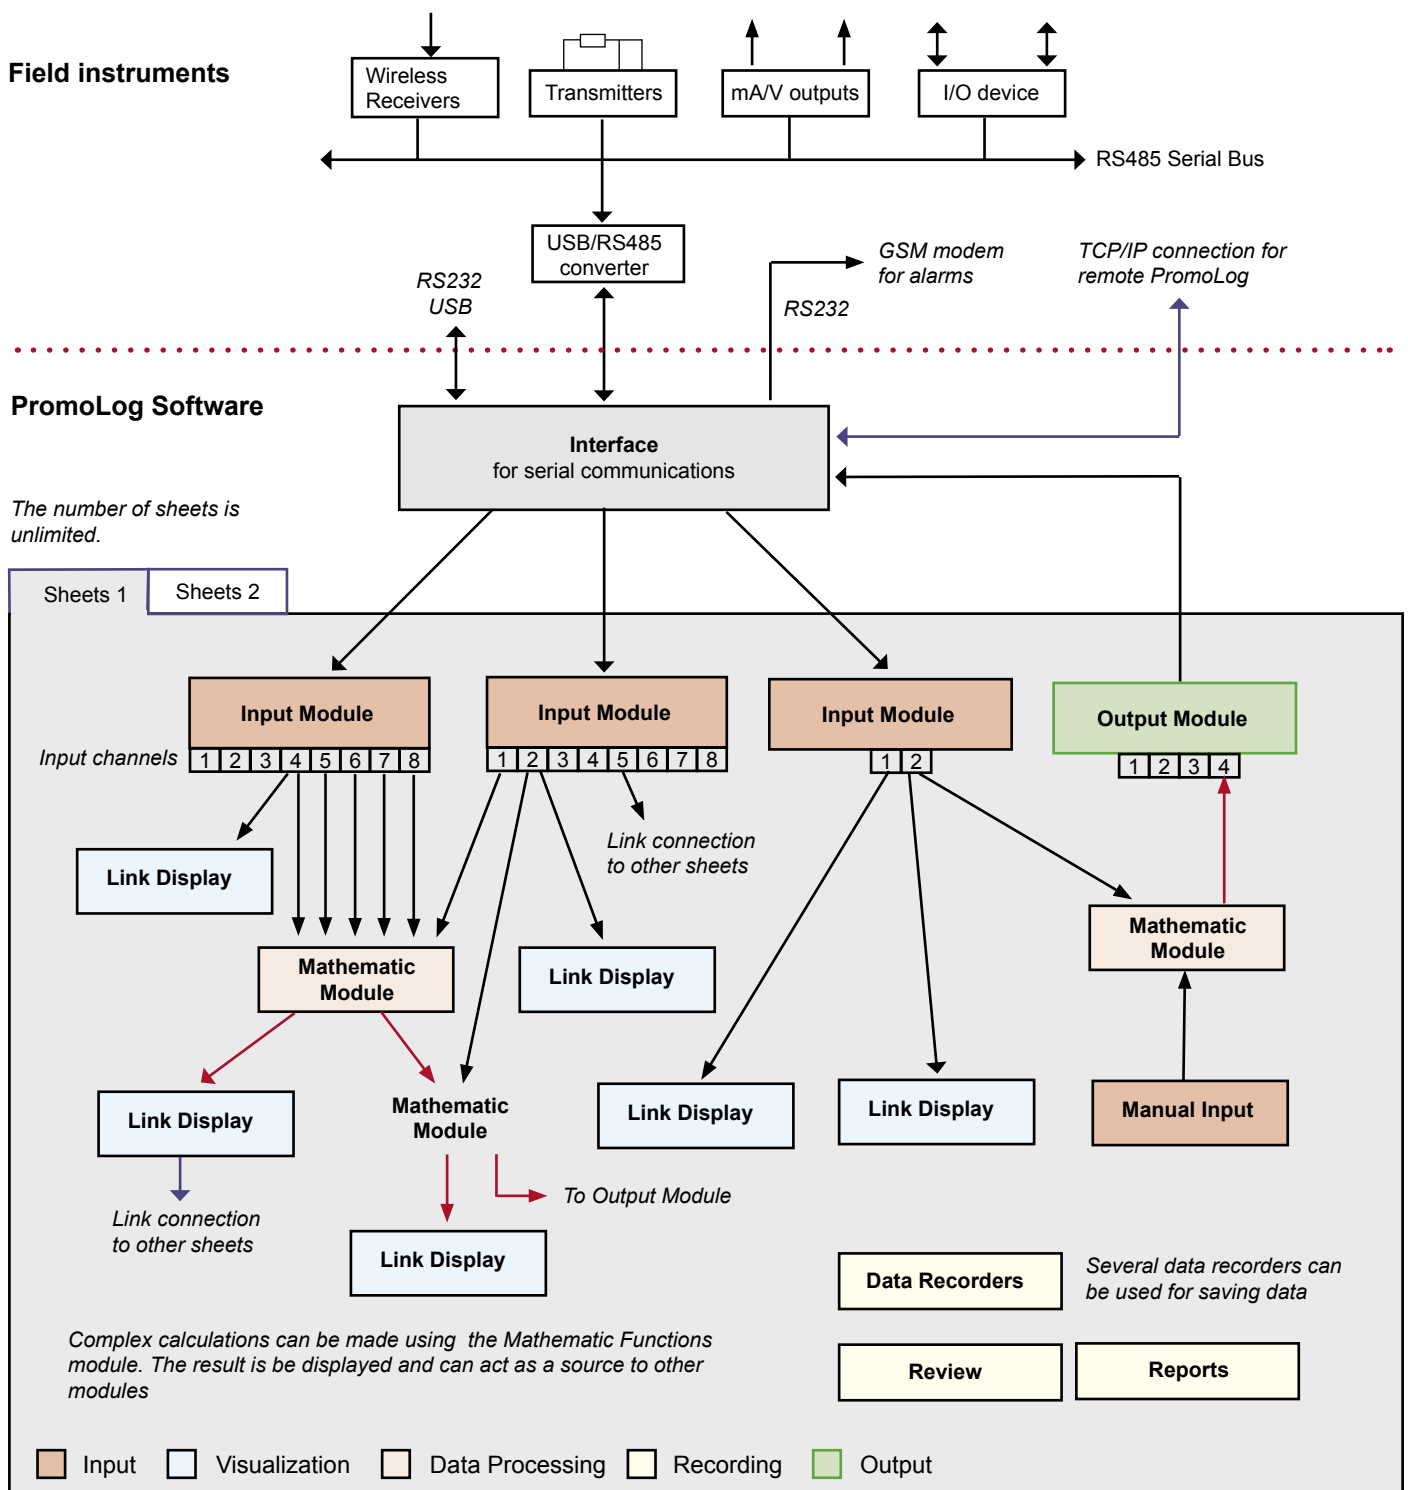 Field instruments
Wireless
Receivers
Transmitters
mA/V outputs
I/O device
RS485 Serial Bus
USB/RS485
converter
RS232
USB
GSM modem
for alarms
RS232
TCP/IP connection for
remote PromoLog
PromoLog Software
Interface
for serial communications
The number of sheets is
unlimited.
Sheets 1
Sheets 2
Input Module
Input Module
Input Module
Output Module
Input channels
1 2 3 4 5 6 7 8
1 2 3 4 5 6 7 8
1 2
1 2 3 4
Link Display
Link connection
to other sheets
Mathematic
Module
Link Display
Mathematic
Module
Link Display
Mathematic
Module
Link Display
Link Display
Manual Input
To Output Module
Link connection
to other sheets
Link Display
Data Recorders
Several data recorders can
be used for saving data
Complex calculations can be made using  the Mathematic Functions
module. The result is be displayed and can act as a source to other
modules
Review
Reports
Input
Visualization
Data Processing
Recording
Output